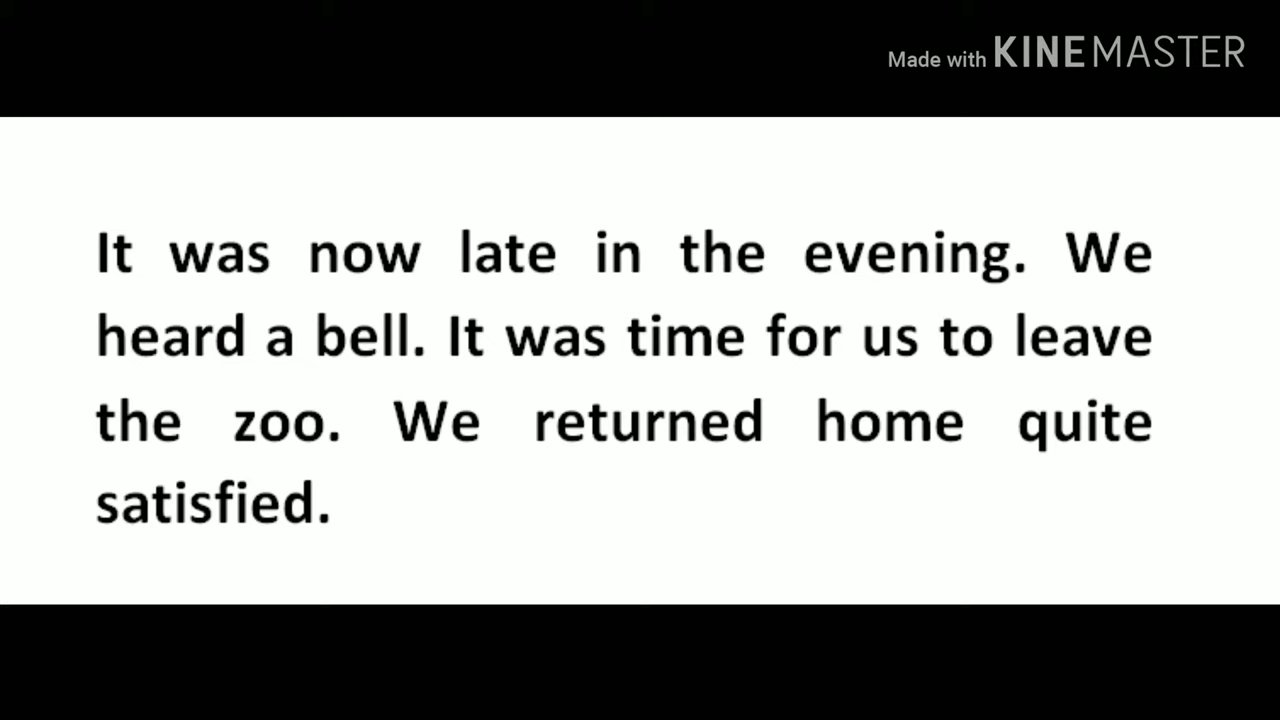 Made with KINEMASTER
It was now late in the evening. We
heard a bell. It was time for us to leave
the zoo. We returned home quite
satisfied.